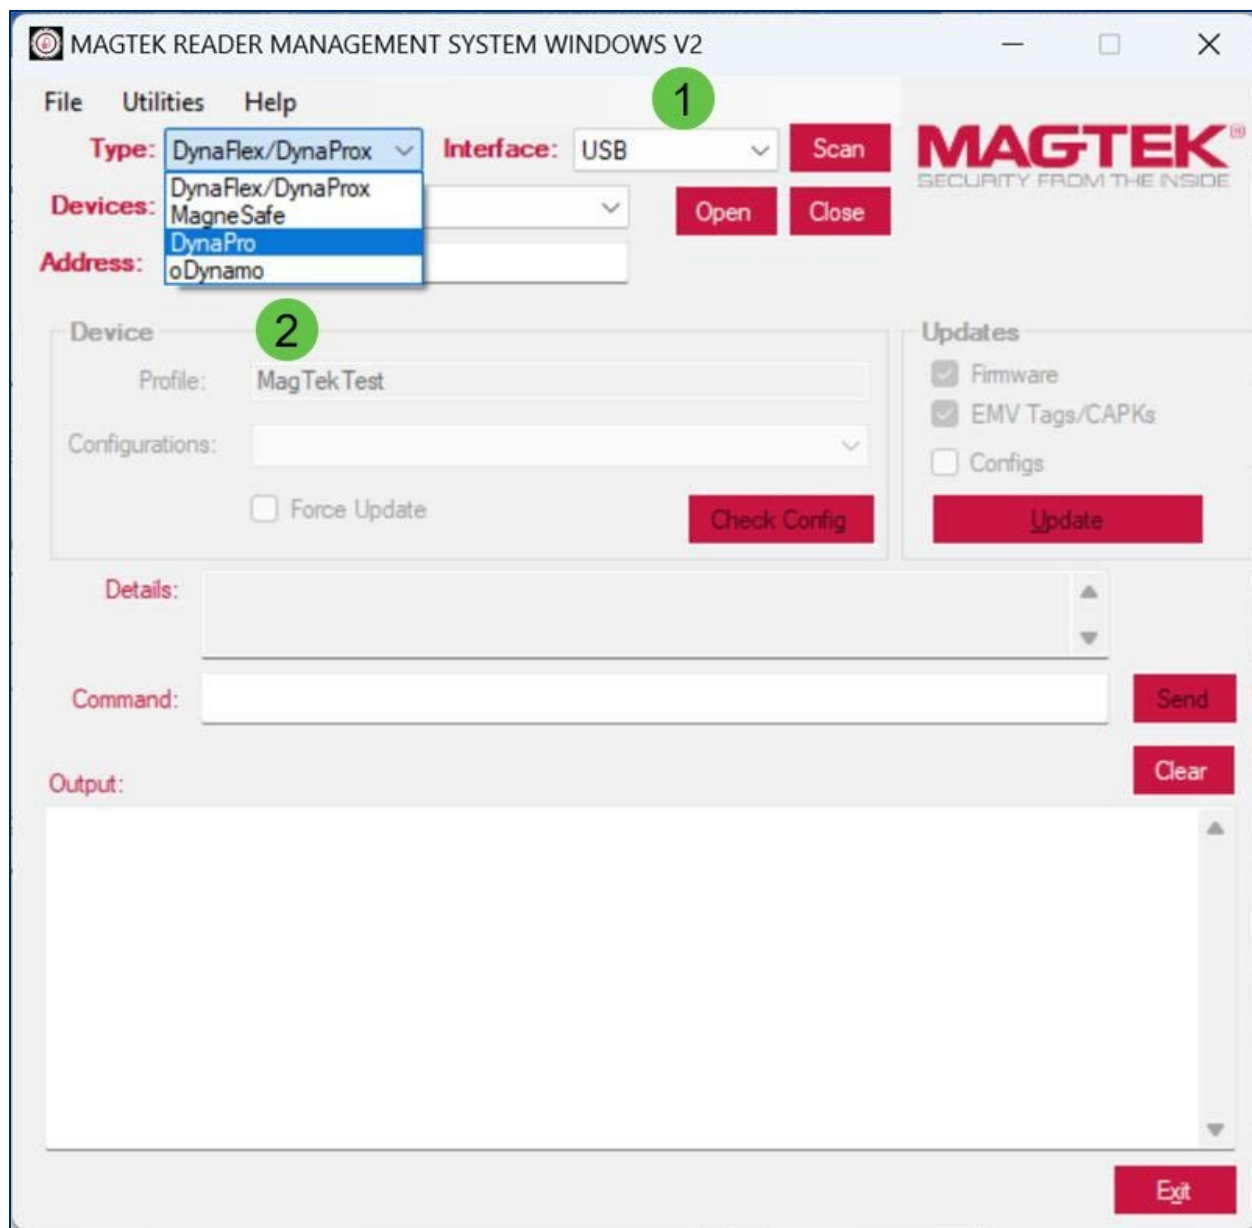 MAGTEK READER MANAGEMENT SYSTEM WINDOWS V2
File Utilities Help
1
Type: DynaFlex/DynaProx Interface: USB Scan
MAGTEK®
SECURITY FROM THE INSIDE
DynaFlex/DynaProx
MagneSafe
DynaPro
oDynamo
Devices: Open Close
Address:
2
Device
Profile: MagTekTest
Configurations:
Force Update Check Config
Updates
Firmware
EMV Tags/CAPKs
Configs
Update
Details:
Command: Send
Clear
Output:
Exit